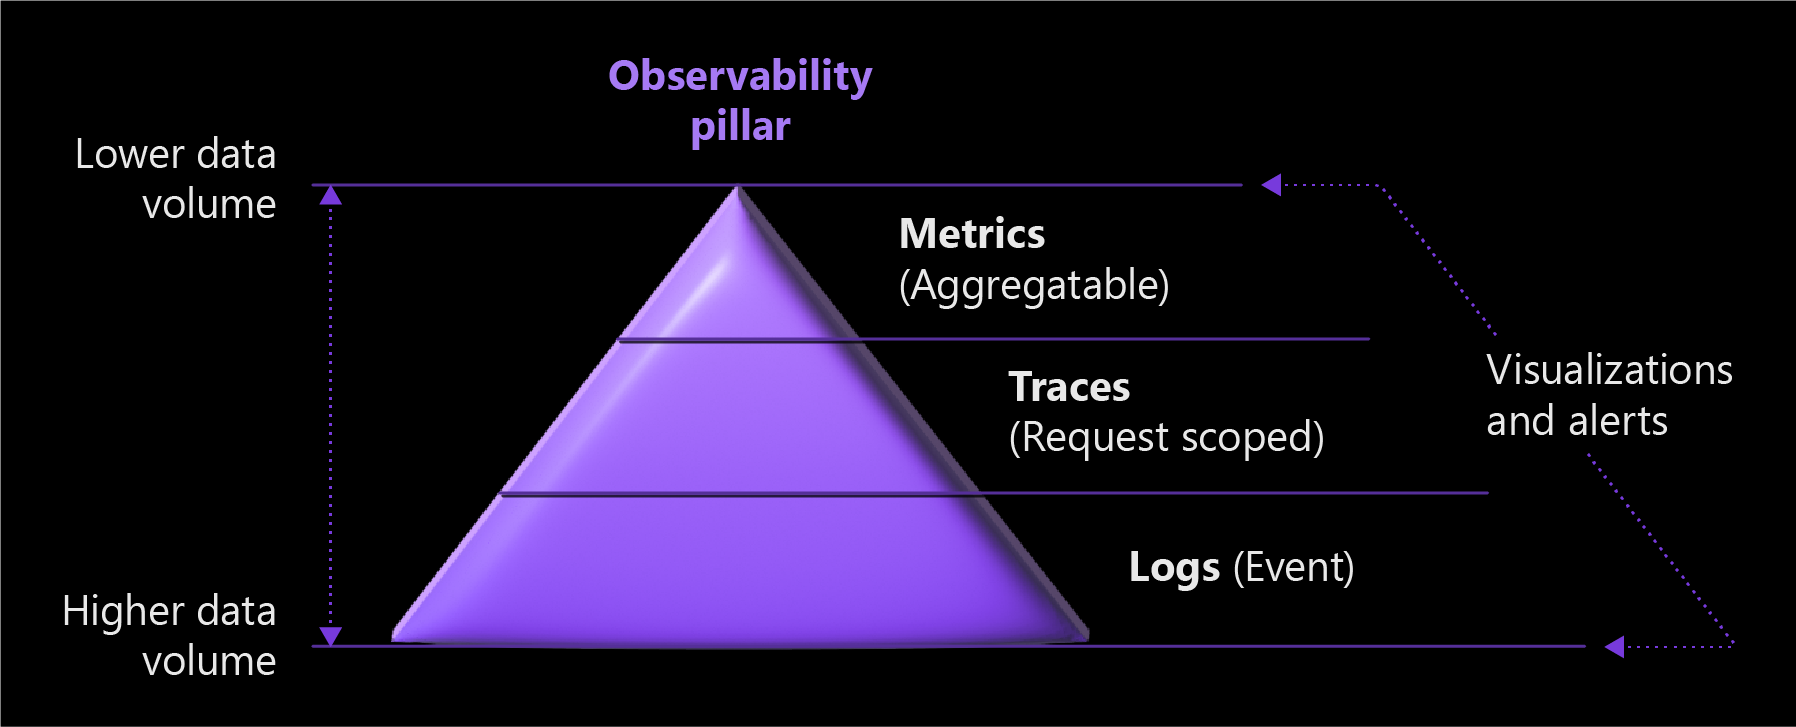 Observability
pillar
Lower data
volume
Metrics
(Aggregatable)
Traces
(Request scoped)
Visualizations
and alerts
Logs (Event)
Higher data
volume